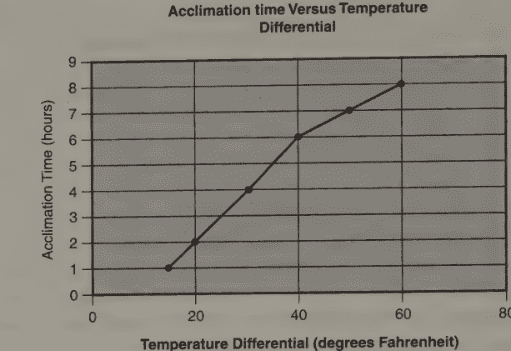 Acclimation time Versus Temperature
Differential
Acclimation Time (hours)
9
8
7
6
5
4
3
2
1
0
0 20 40 60 80
Temperature Differential (degrees Fahrenheit)